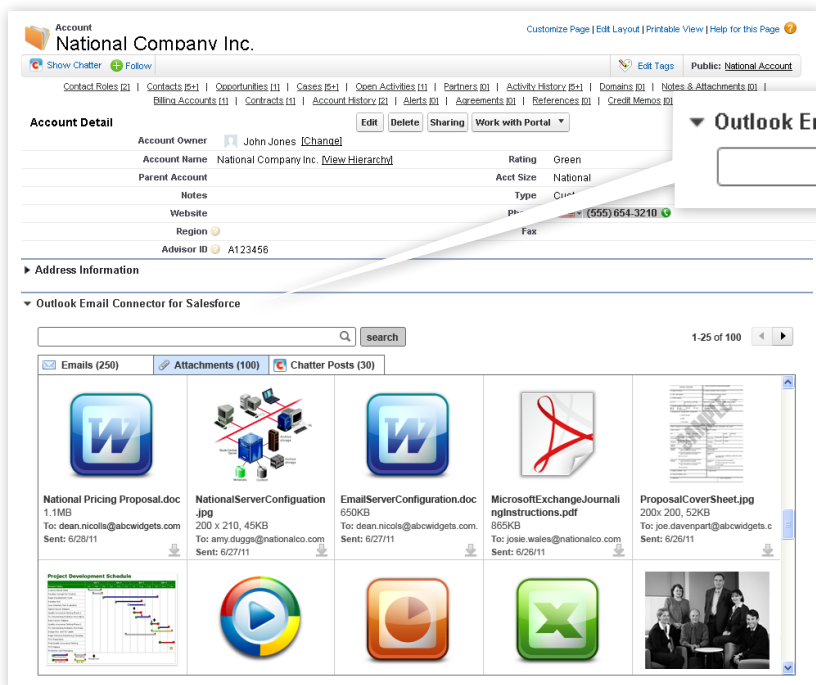 Account
National Company Inc.
Customize Page | Edit Layout | Printable View | Help for this Page
Show Chatter Follow
Edit Tags Public: National Account
Contact Roles [2] | Contacts [5+] | Opportunities [1] | Cases [5+] | Open Activities [1] | Partners [0] | Activity History [5+] | Domains [0] | Notes & Attachments [0] |
Billing Accounts [1] | Contracts [1] | Account History [2] | Alerts [0] | Agreements [0] | References [0] | Credit Memos [0]
Account Detail Edit Delete Sharing Work with Portal
Outlook Em
Account Owner John Jones [Change]
Account Name National Company Inc. [View Hierarchy] Rating Green
Parent Account Acct Size National
Notes Type
Website (555) 654-3210
Region Fax
Advisor ID A123456
Address Information
Outlook Email Connector for Salesforce
search 1-25 of 100
Emails (250) Attachments (100) Chatter Posts (30)
W W SAMPLE
National Pricing Proposal.doc
1.1MB
To: dean.nicolls@abcwidgets.com
Sent: 6/28/11
NationalServerConfiguation
.jpg
200 x 210, 45KB
To: amy.duggs@nationalco.com
Sent: 6/27/11
EmailServerConfiguration.doc
650KB
To: dean.nicolls@abcwidgets.com.
Sent: 6/27/11
MicrosoftExchangeJournali
ngInstructions.pdf
865KB
To: josie.wales@nationalco.com
Sent: 6/26/11
ProposalCoverSheet.jpg
200x 200, 52KB
To: joe.davenpart@abcwidgets.c
Sent: 6/26/11
Project Development Schedule
X